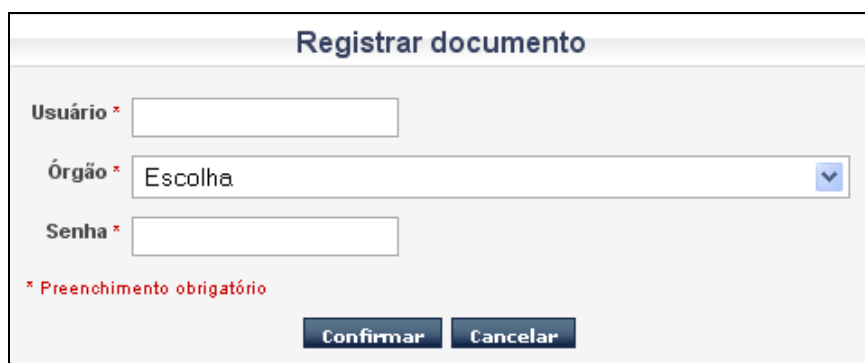 Registrar documento
Usuário *
Órgão * Escolha
Senha *
* Preenchimento obrigatório
Confirmar Cancelar